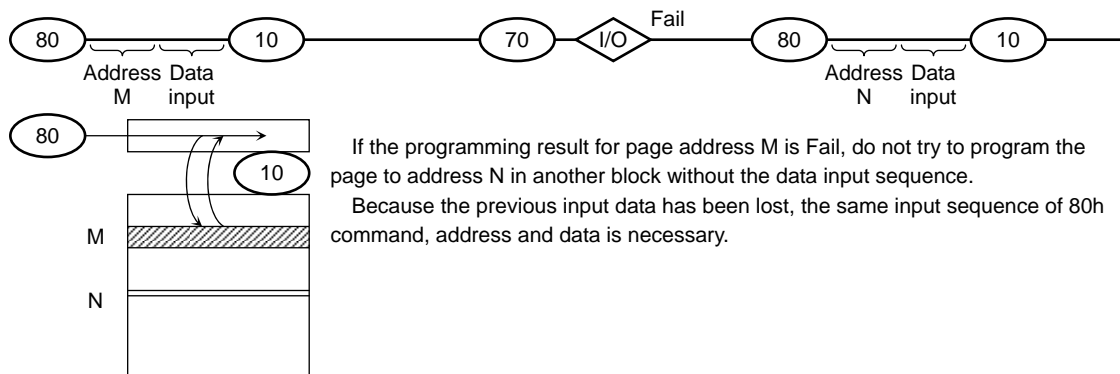 80 10 70 I/O Fail 80 10
Address M Data input Address N Data input
80
10
If the programming result for page address M is Fail, do not try to program the
page to address N in another block without the data input sequence.
Because the previous input data has been lost, the same input sequence of 80h
command, address and data is necessary.
M
N